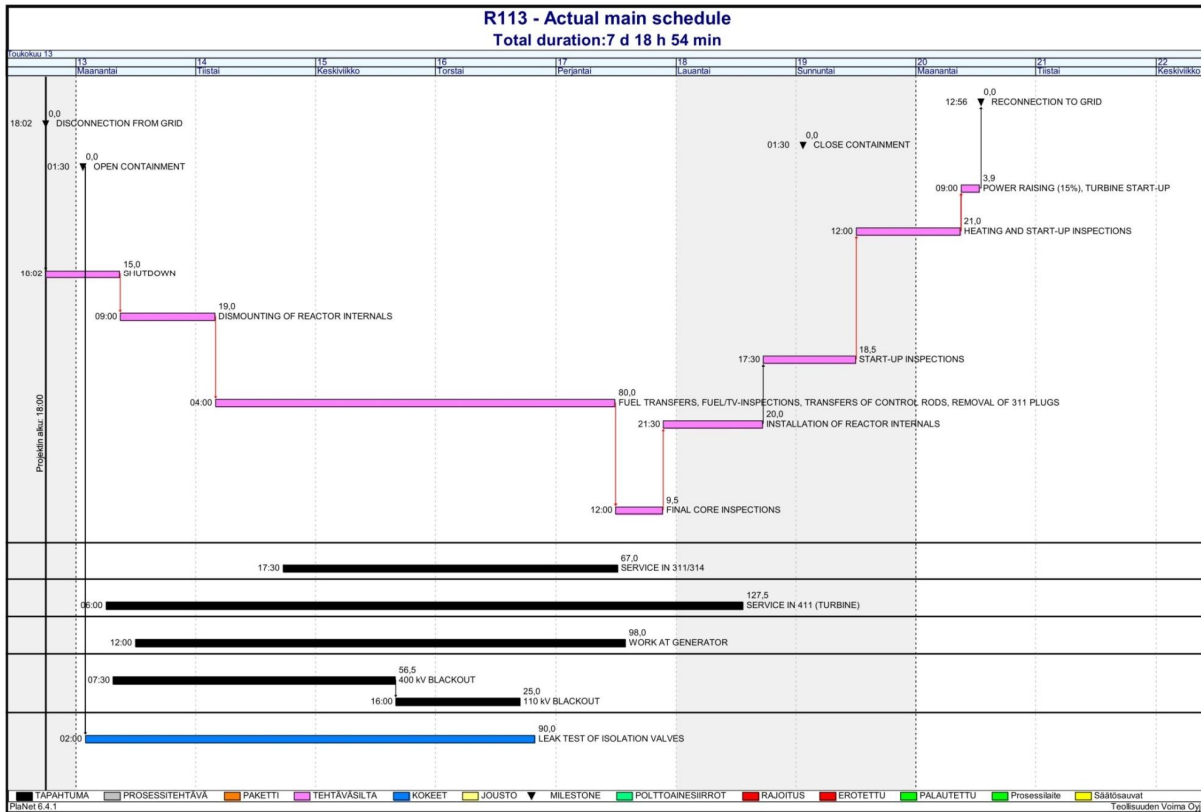 R113 - Actual main schedule
Total duration:7 d 18 h 54 min
Toukokuu 13
13 14 15 16 17 18 19 20 21 22
Maanantai Tiistai Keskiviikko Torstai Perjantai Lauantai Sunnuntai Maanantai Tiistai Keskiviikko
0,0
12:56 RECONNECTION TO GRID
0,0
18:02 DISCONNECTION FROM GRID
0,0
01:30 CLOSE CONTAINMENT
0,0
01:30 OPEN CONTAINMENT
3,9
09:00 POWER RAISING (15%), TURBINE START-UP
21,0
12:00 HEATING AND START-UP INSPECTIONS
15,0
18:02 SHUTDOWN
19,0
09:00 DISMOUNTING OF REACTOR INTERNALS
18,5
17:30 START-UP INSPECTIONS
80,0
04:00 FUEL TRANSFERS, FUEL/TV-INSPECTIONS, TRANSFERS OF CONTROL RODS, REMOVAL OF 311 PLUGS
20,0
21:30 INSTALLATION OF REACTOR INTERNALS
Projektin alku: 18:00
9,5
12:00 FINAL CORE INSPECTIONS
67,0
17:30 SERVICE IN 311/314
127,5
06:00 SERVICE IN 411 (TURBINE)
98,0
12:00 WORK AT GENERATOR
56,5
07:30 400 kV BLACKOUT
25,0
16:00 110 kV BLACKOUT
90,0
02:00 LEAK TEST OF ISOLATION VALVES
TAPAHTUMA PROSESSITEHTÄVÄ PAKETTI TEHTÄVÄSILTA KOKEET JOUSTO MILESTONE POLTTOAINESIIRROT RAJOITUS EROTETTU PALAUTETTU Prosessilaite Säätösauvat
PlaNet 6.4.1
Teollisuuden Voima Oyj